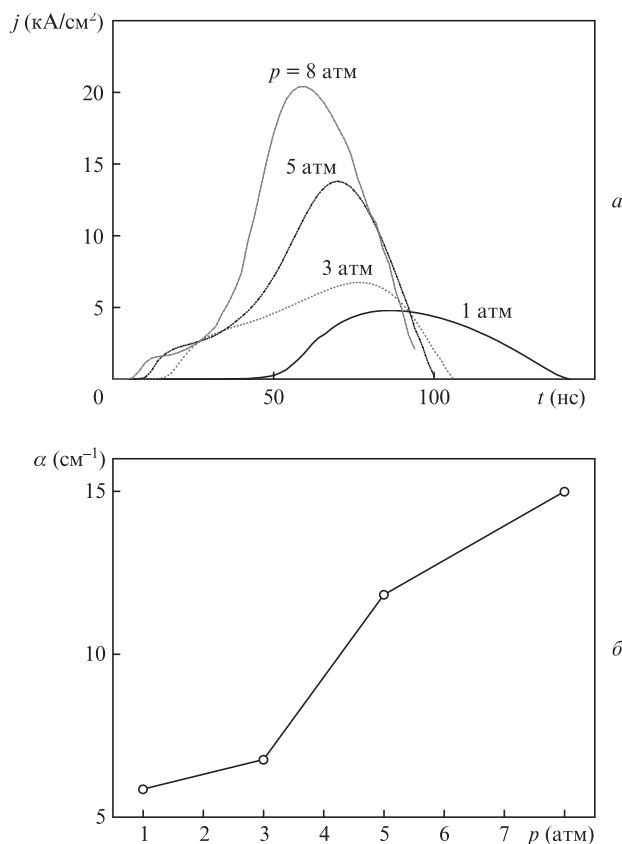 j (кА/см²)
p = 8 атм
20
15
5 атм
10
а
3 атм
5
1 атм
0
50
100
t (нс)
α (см⁻¹)
15
10
б
5
1 2 3 4 5 6 7 p (атм)